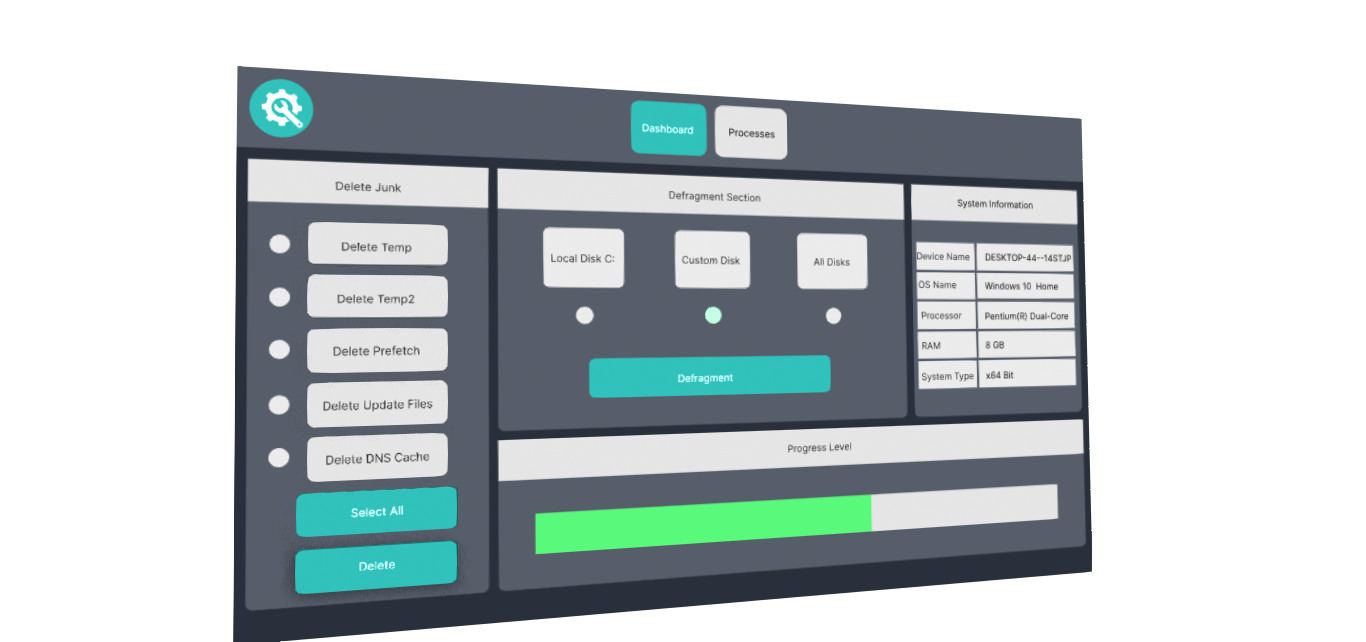 Dashboard
Processes
Delete Junk
Delete Temp
Delete Temp2
Delete Prefetch
Delete Update Files
Delete DNS Cache
Select All
Delete
Defragment Section
Local Disk C:
Custom Disk
All Disks
Defragment
System Information
Device Name DESKTOP-44--14STJP
OS Name Windows 10 Home
Processor Pentium(R) Dual-Core
RAM 8 GB
System Type x64 Bit
Progress Level